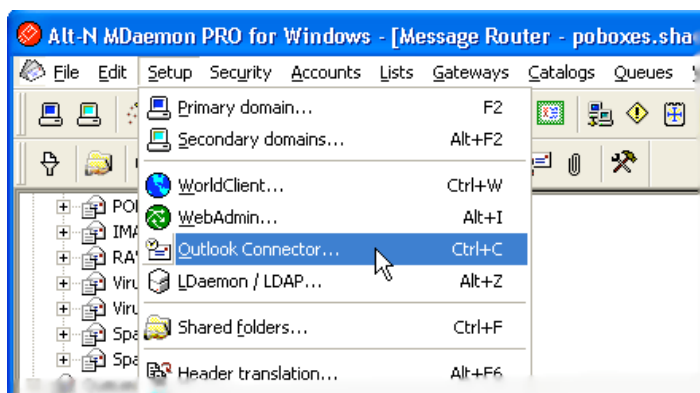 Alt-N MDaemon PRO for Windows - [Message Router - poboxes.sha
File Edit Setup Security Accounts Lists Gateways Catalogs Queues
Primary domain... F2
Secondary domains... Alt+F2
WorldClient... Ctrl+W
WebAdmin... Alt+I
Outlook Connector... Ctrl+C
LDaemon / LDAP... Alt+Z
Shared folders... Ctrl+F
Header translation... Alt+F6
POI
IMA
RA
Viru
Viru
Spa
Spa